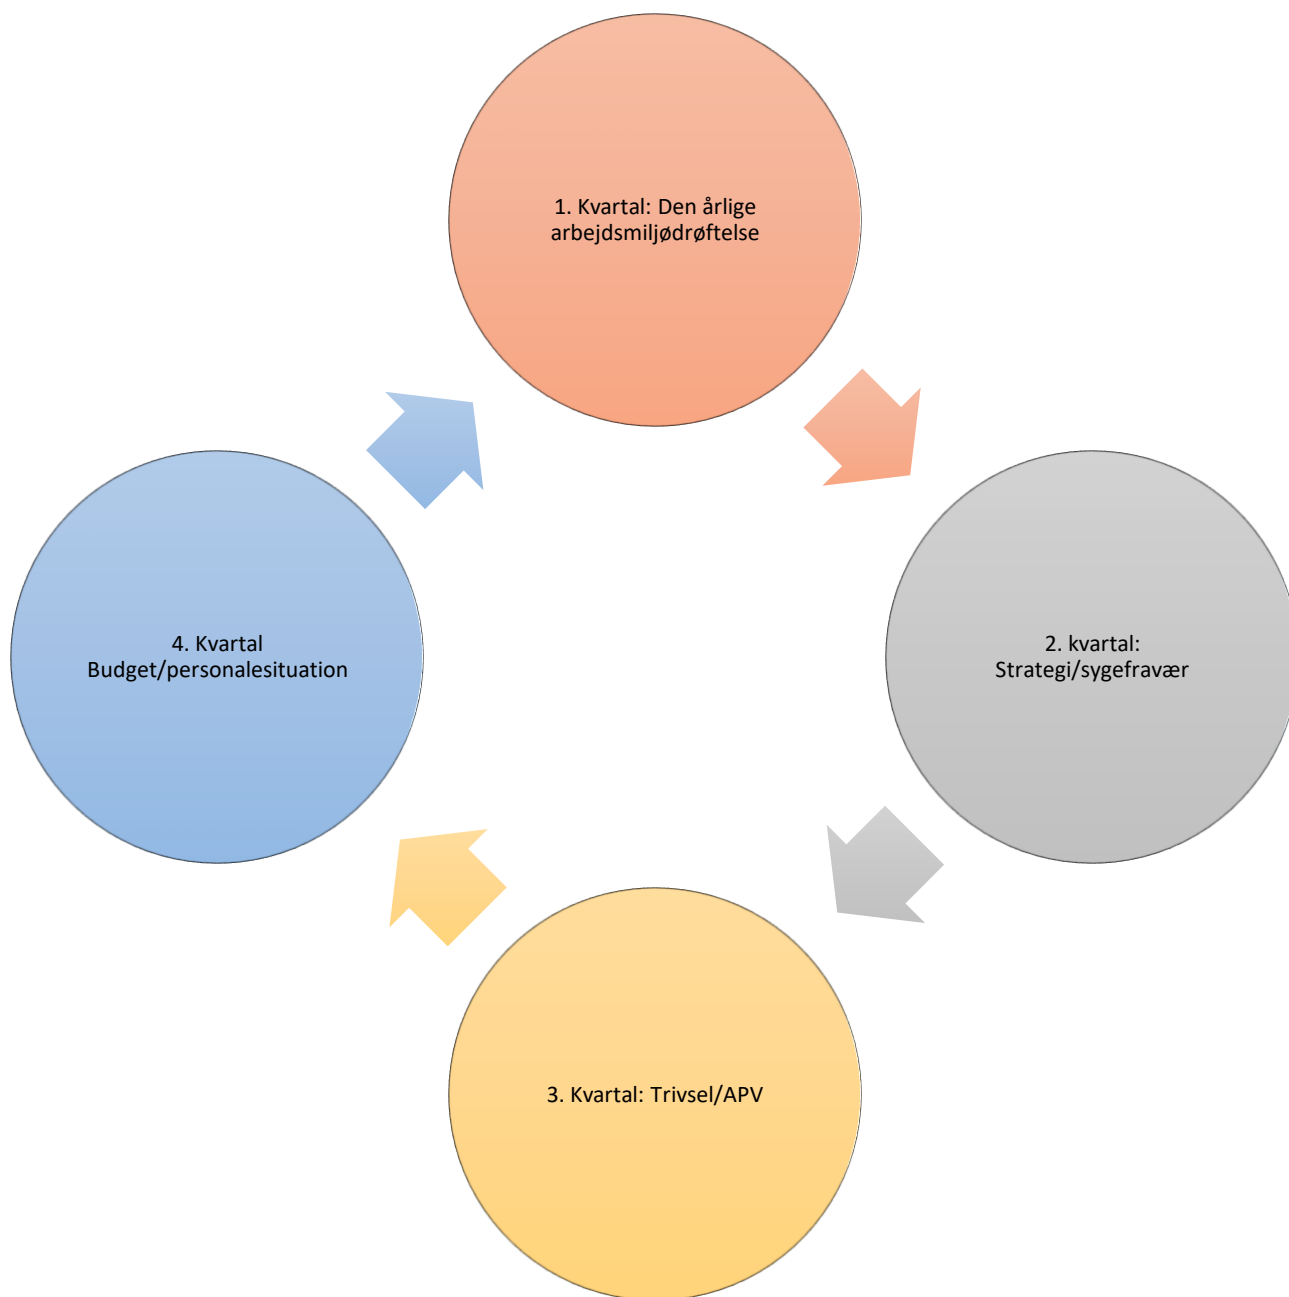 1. Kvartal: Den årlige
arbejdsmiljødrøftelse
2. kvartal:
Strategi/sygefravær
3. Kvartal: Trivsel/APV
4. Kvartal
Budget/personalesituation